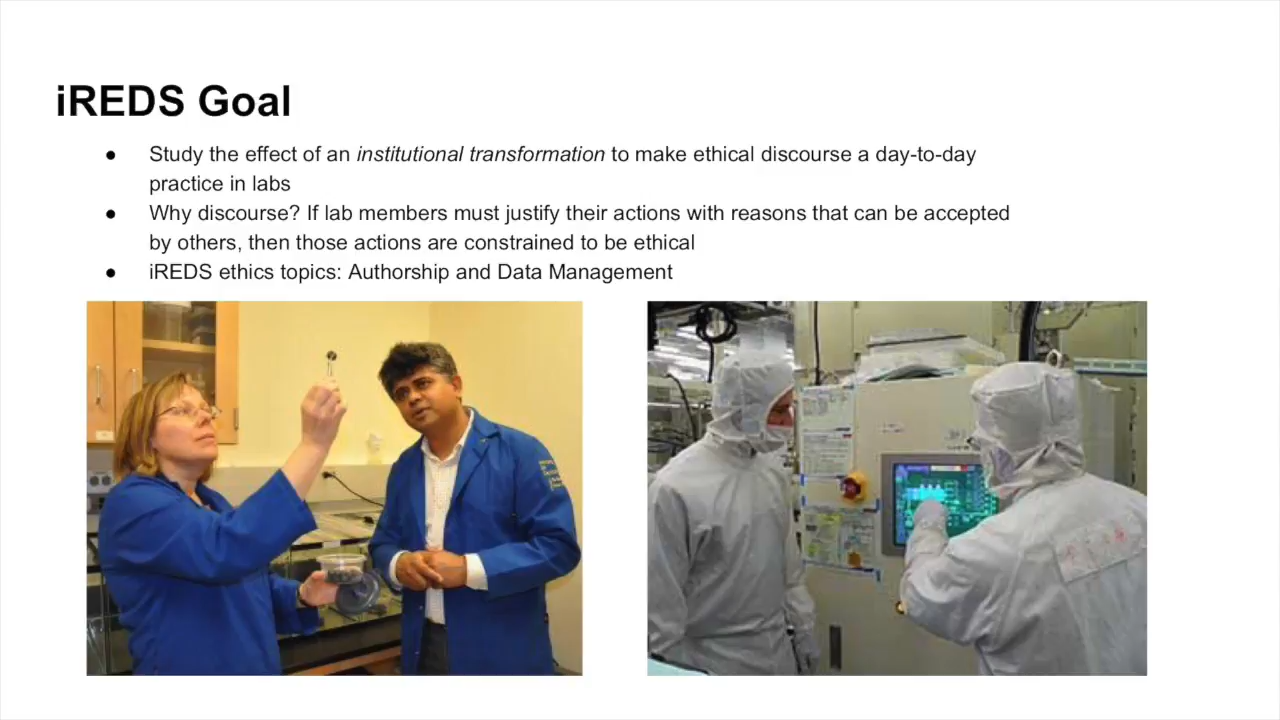 iREDS Goal
● Study the effect of an institutional transformation to make ethical discourse a day-to-day
practice in labs
● Why discourse? If lab members must justify their actions with reasons that can be accepted
by others, then those actions are constrained to be ethical
● iREDS ethics topics: Authorship and Data Management